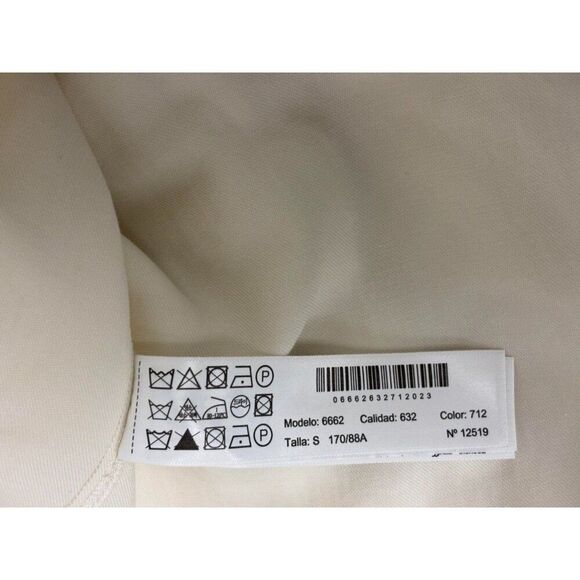 06662632712023
Modelo: 6662 Calidad: 632 Color: 712
Talla: S 170/88A Nº 12519